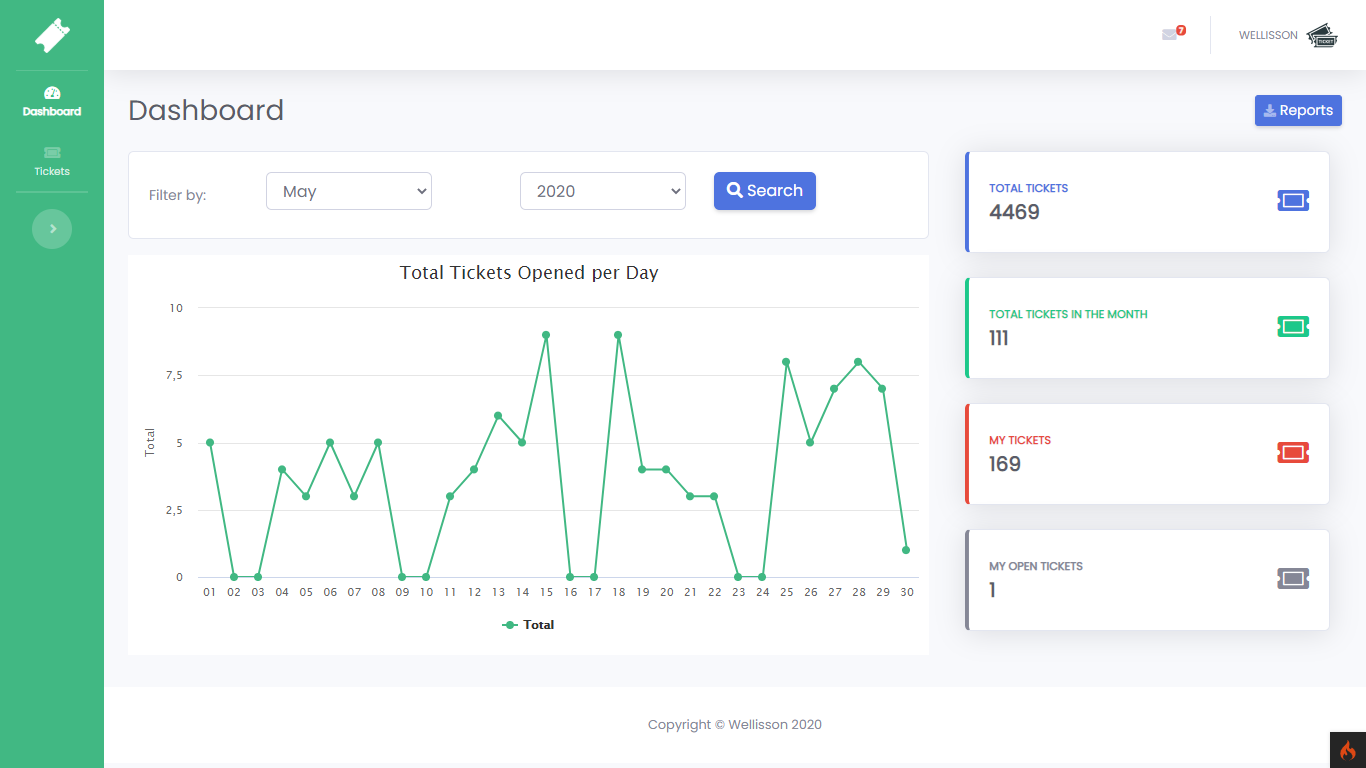 7
WELLISSON
TICKET
Dashboard
Tickets
Dashboard
Reports
Filter by:
May
2020
Search
Total Tickets Opened per Day
Total
10
7,5
5
2,5
0
01 02 03 04 05 06 07 08 09 10 11 12 13 14 15 16 17 18 19 20 21 22 23 24 25 26 27 28 29 30
Total
TOTAL TICKETS
4469
TOTAL TICKETS IN THE MONTH
111
MY TICKETS
169
MY OPEN TICKETS
1
Copyright © Wellisson 2020